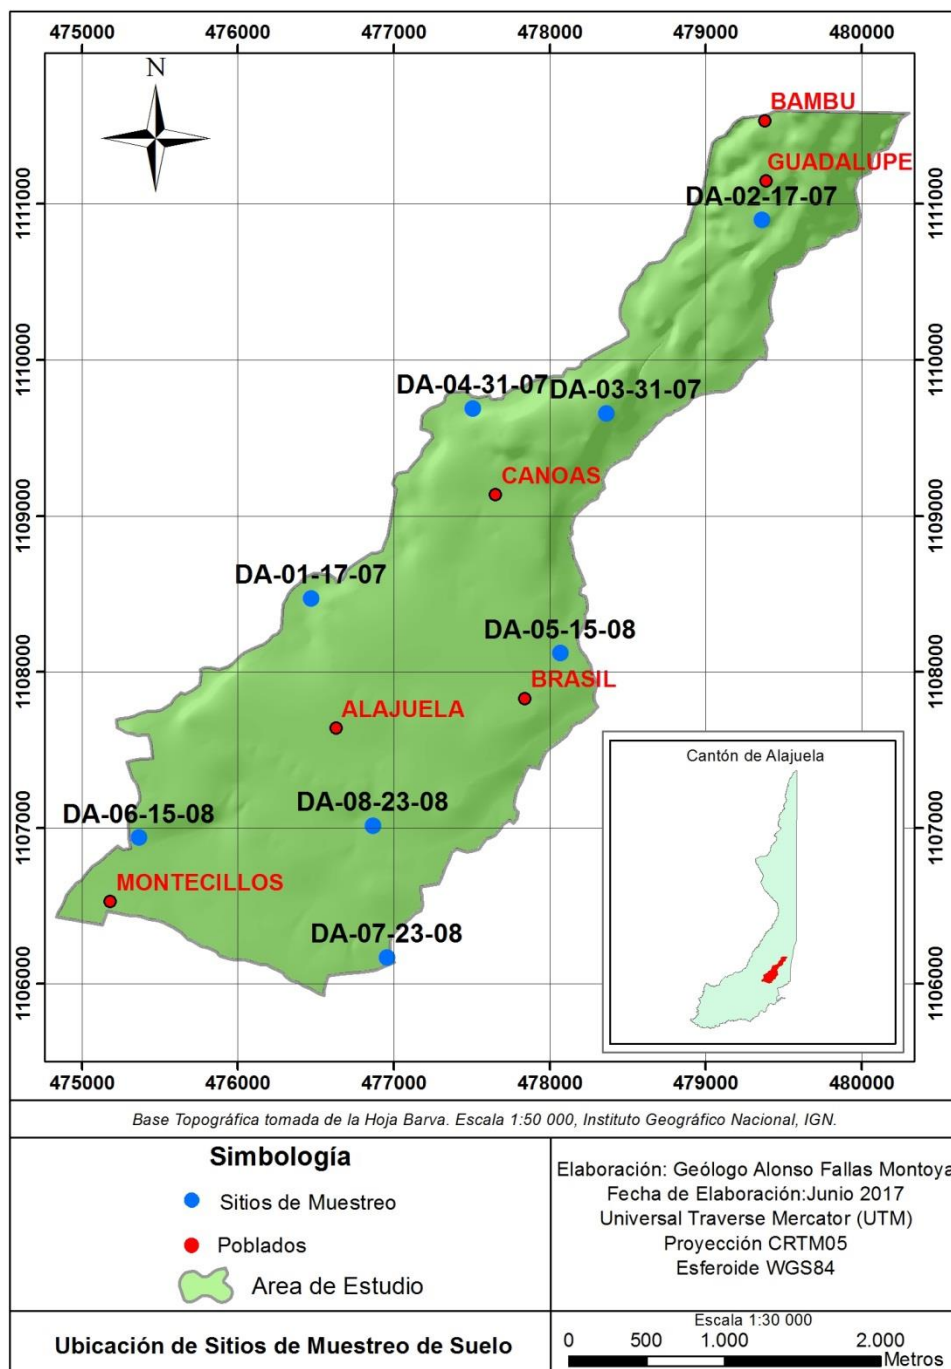 475000 476000 477000 478000 479000 480000
N
BAMBU
GUADALUPE
DA-02-17-07
1111000 1111000
1110000 1110000
DA-04-31-07 DA-03-31-07
CANOAS
1109000 1109000
DA-01-17-07
DA-05-15-08
1108000 1108000
BRASIL
ALAJUELA
Cantón de Alajuela
DA-06-15-08 DA-08-23-08
1107000 1107000
MONTECILLOS
DA-07-23-08
1106000 1106000
475000 476000 477000 478000 479000 480000
Base Topográfica tomada de la Hoja Barva. Escala 1:50 000, Instituto Geográfico Nacional, IGN.
Simbología
Sitios de Muestreo
Poblados
Area de Estudio
Elaboración: Geólogo Alonso Fallas Montoya
Fecha de Elaboración:Junio 2017
Universal Traverse Mercator (UTM)
Proyección CRTM05
Esferoide WGS84
Ubicación de Sitios de Muestreo de Suelo
Escala 1:30 000
0 500 1.000 2.000
Metros